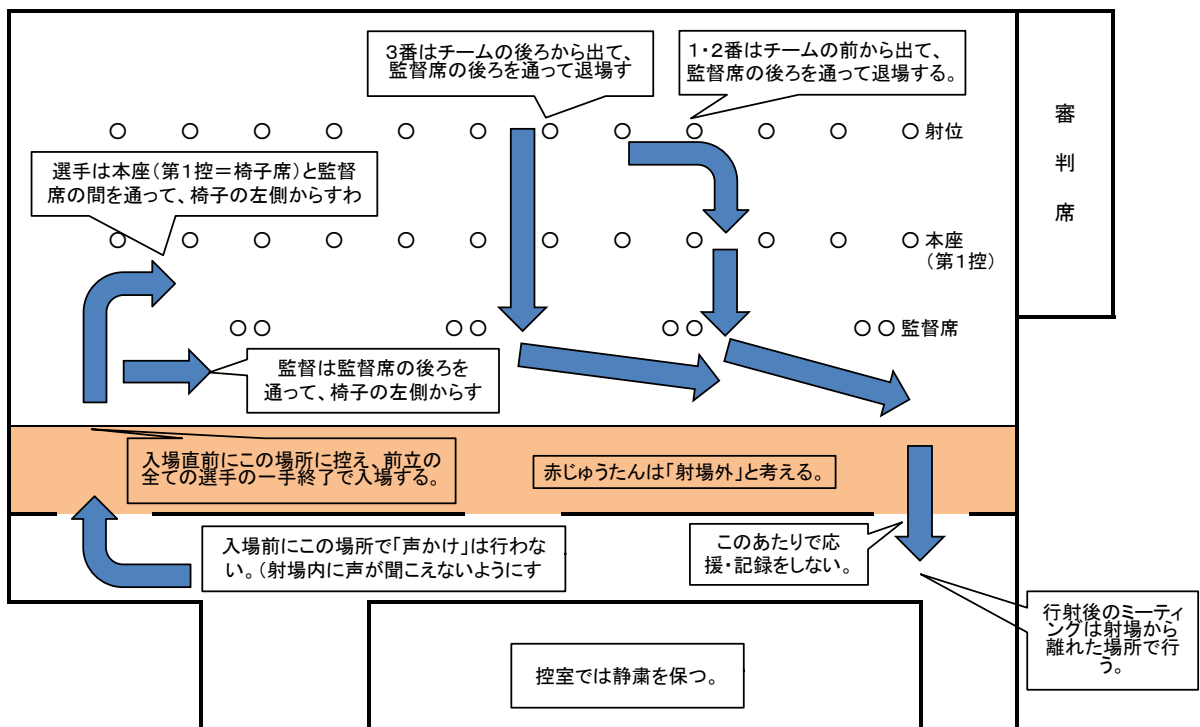 3番はチームの後ろから出て、
監督席の後ろを通って退場す
1・2番はチームの前から出て、
監督席の後ろを通って退場する。
審
判
席
射位
選手は本座(第1控=椅子席)と監督
席の間を通って、椅子の左側からすわ
本座
(第1控)
監督席
監督は監督席の後ろを
通って、椅子の左側からす
入場直前にこの場所に控え、前立の
全ての選手の一手終了で入場する。
赤じゅうたんは「射場外」と考える。
入場前にこの場所で「声かけ」は行わな
い。(射場内に声が聞こえないようにす
このあたりで応
援・記録をしない。
行射後のミーティ
ングは射場から
離れた場所で行
う。
控室では静粛を保つ。